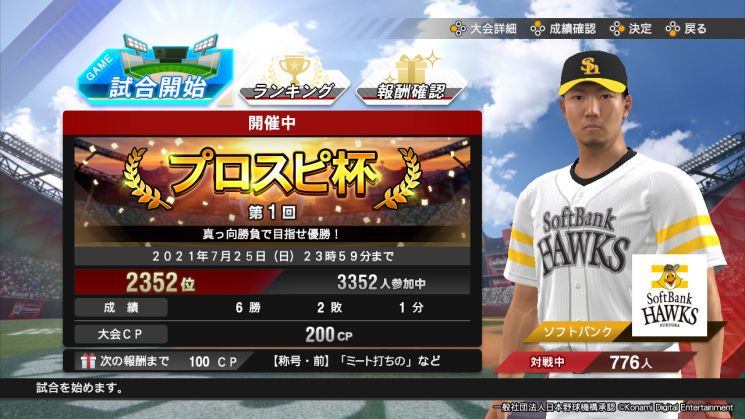 大会詳細 成績確認 決定 戻る
GAME
試合開始
ランキング
報酬確認
開催中
プロスピ杯
第1回
真っ向勝負で目指せ優勝！
2021年7月25日（日）23時59分まで
2352位 3352人参加中
成績 6勝 2敗 1分
大会CP 200CP
次の報酬まで 100 CP 【称号・前】「ミート打ちの」など
試合を始めます。
SH
SoftBank
HAWKS
SoftBank
HAWKS
FUKUOKA
ソフトバンク
対戦中 776人
一般社団法人日本野球機構承認 ©Konami Digital Entertainment